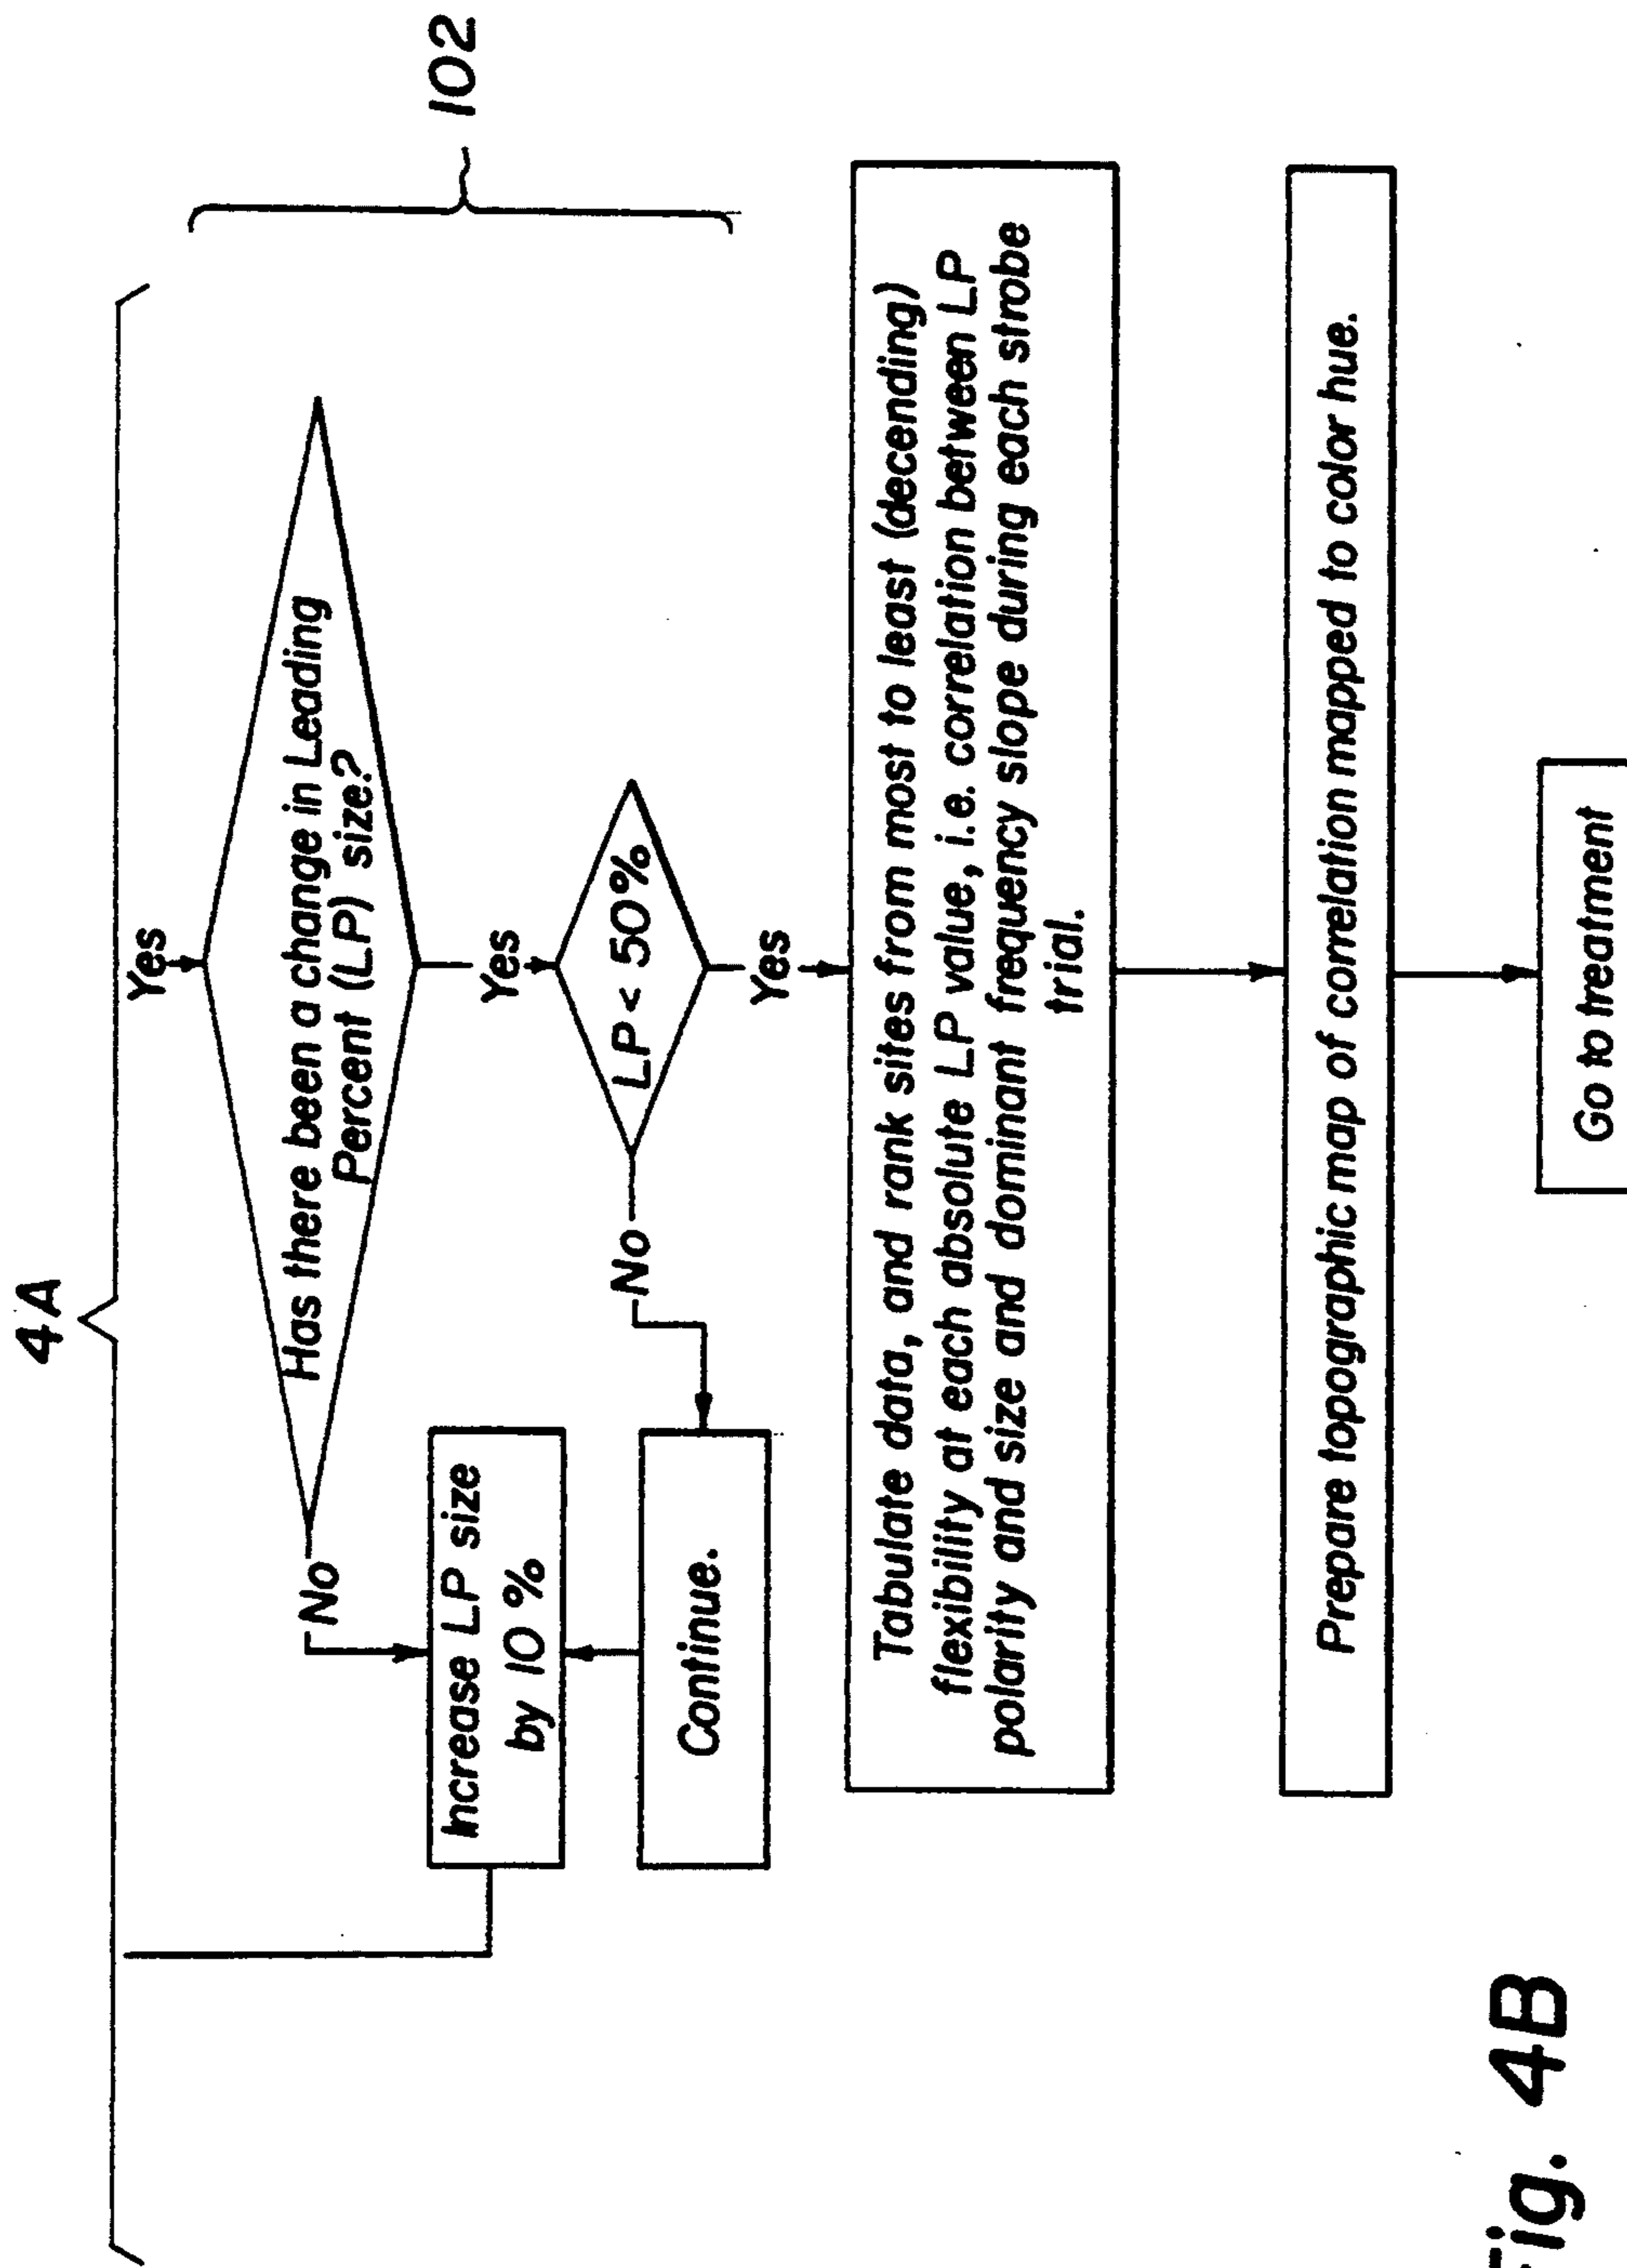 4A
102
Yes
Has there been a change in Leading
Percent (LP) size?
No
Yes
Increase LP size
by 10 %
LP < 50 %
No
Continue.
Yes
Tabulate data, and rank sites from most to least (decending)
flexibility at each absolute LP value, i.e. correlation between LP
polarity and size and dominant frequency slope during each strobe
trial.
Prepare topographic map of correlation mapped to color hue.
Go to treatment
Fig. 4B